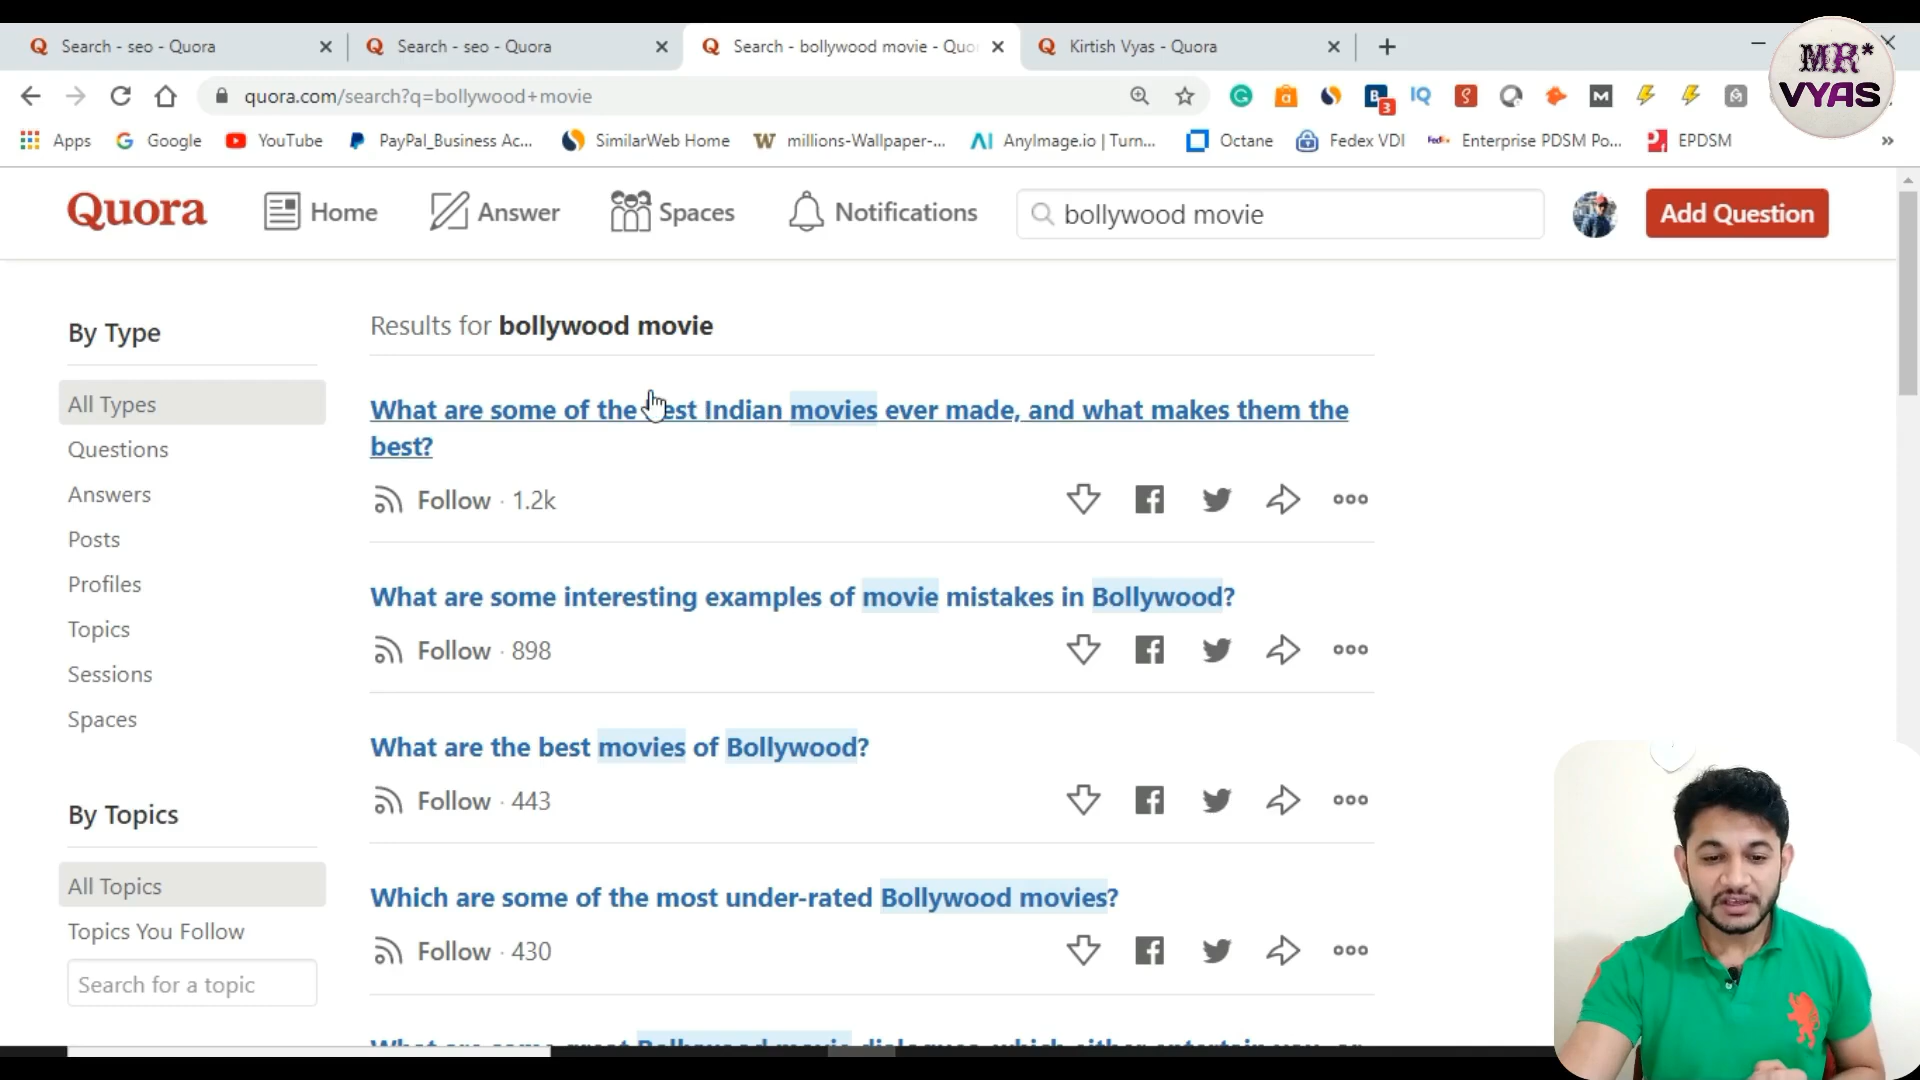 Search - seo - Quora
Search - seo - Quora
Search - bollywood movie - Quo
Kirtish Vyas - Quora
MR*
VYAS
quora.com/search?q=bollywood+movie
3
IQ
Apps
Google
YouTube
PayPal_Business Ac...
SimilarWeb Home
millions-Wallpaper-...
AnyImage.io | Turn...
Octane
Fedex VDI
Enterprise PDSM Po...
EPDSM
»
Quora
Home
Answer
Spaces
Notifications
bollywood movie
Add Question
By Type
All Types
Questions
Answers
Posts
Profiles
Topics
Sessions
Spaces
By Topics
All Topics
Topics You Follow
Search for a topic
Results for bollywood movie
What are some of the best Indian movies ever made, and what makes them the
best?
Follow · 1.2k
What are some interesting examples of movie mistakes in Bollywood?
Follow · 898
What are the best movies of Bollywood?
Follow · 443
Which are some of the most under-rated Bollywood movies?
Follow · 430